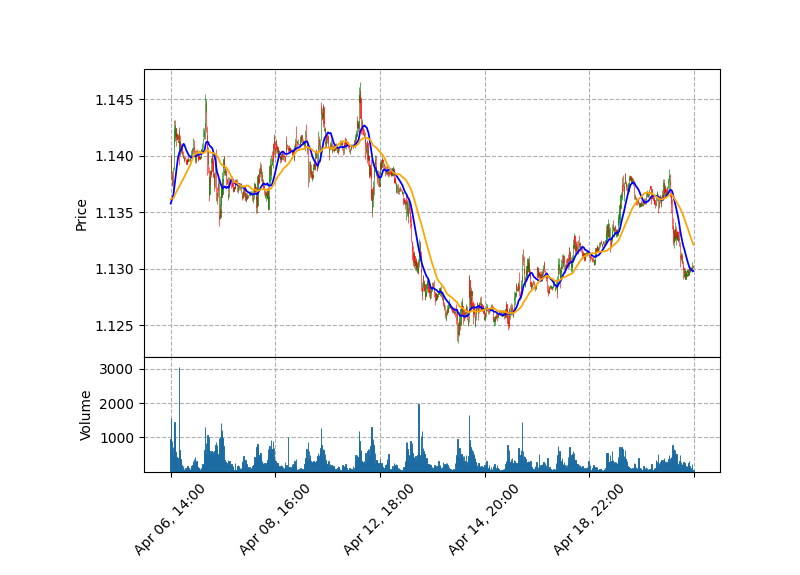 1.145
1.140
1.135
1.130
1.125
Price
3000
2000
1000
Volume
Apr 06, 14:00
Apr 08, 16:00
Apr 12, 18:00
Apr 14, 20:00
Apr 18, 22:00